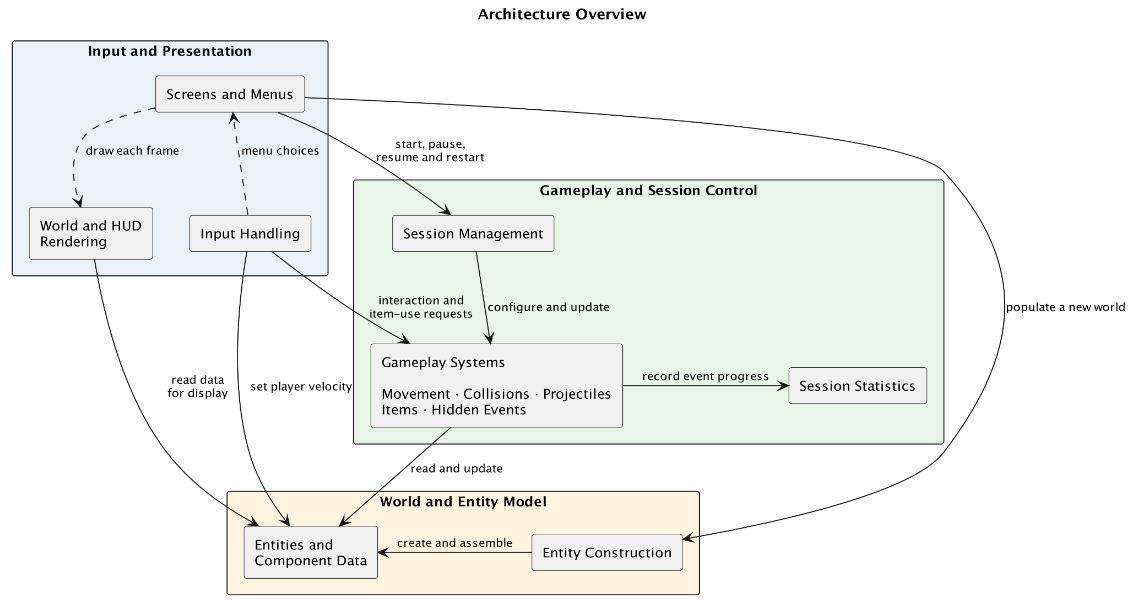 Architecture Overview
Input and Presentation
Screens and Menus
draw each frame
menu choices
start, pause,
resume and restart
Gameplay and Session Control
World and HUD
Rendering
Input Handling
Session Management
interaction and
item-use requests
configure and update
populate a new world
Gameplay Systems
Movement · Collisions · Projectiles
Items · Hidden Events
record event progress
Session Statistics
read data
for display
set player velocity
read and update
World and Entity Model
Entities and
Component Data
create and assemble
Entity Construction